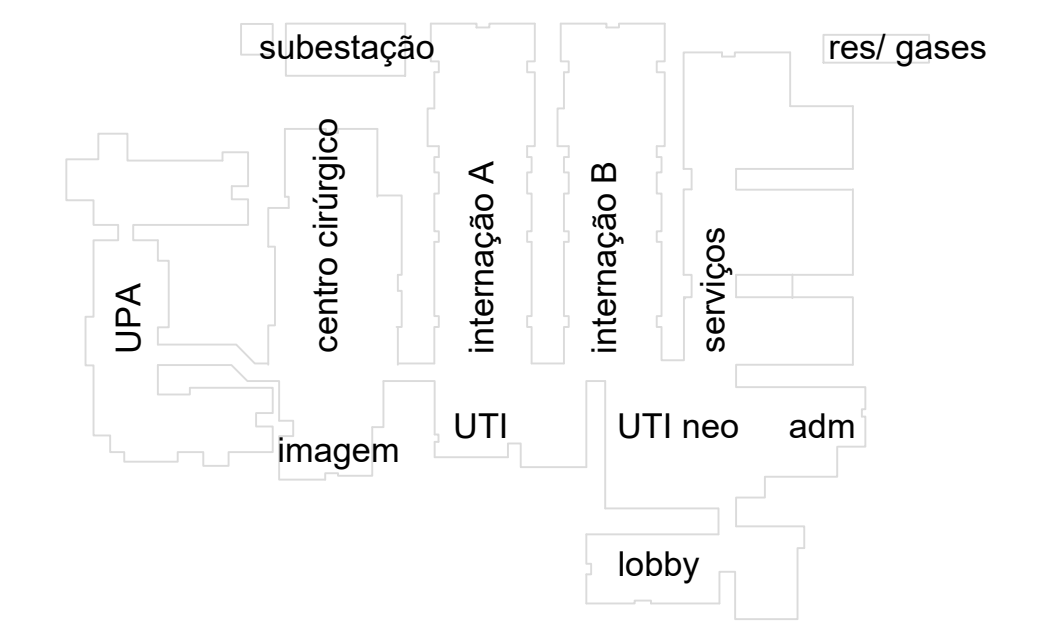 subestação
res/ gases
centro cirúrgico
internação A
internação B
serviços
UPA
UTI
UTI neo
adm
imagem
lobby